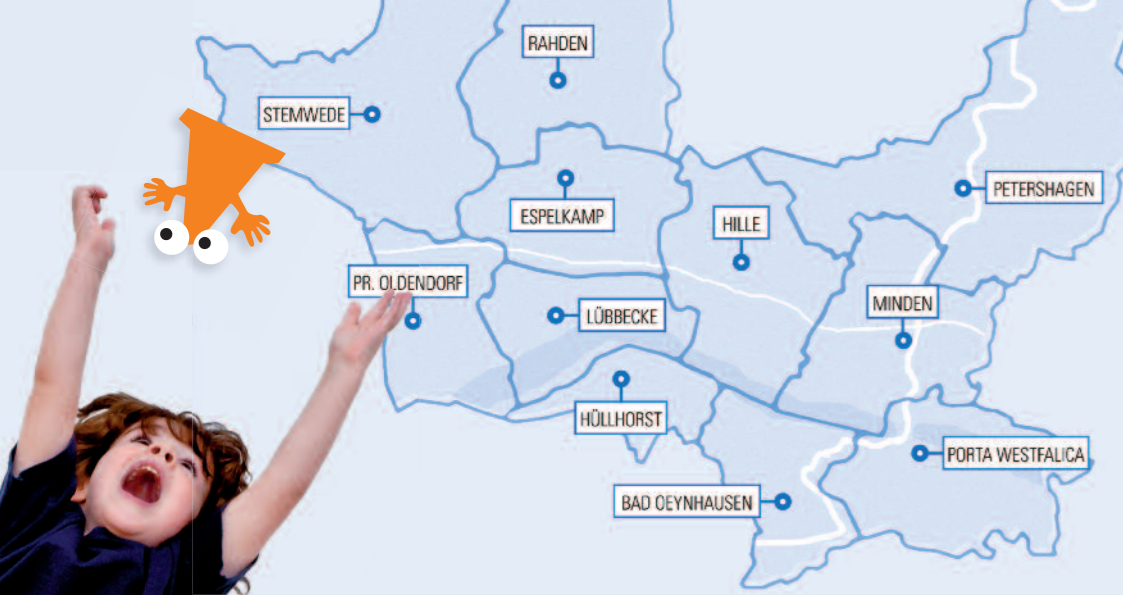 RAHDEN
STEMWEDE
PETERSHAGEN
ESPELKAMP
HILLE
PR. OLDENDORF
MINDEN
LÜBBECKE
HÜLLHORST
PORTA WESTFALICA
BAD OEYNHAUSEN